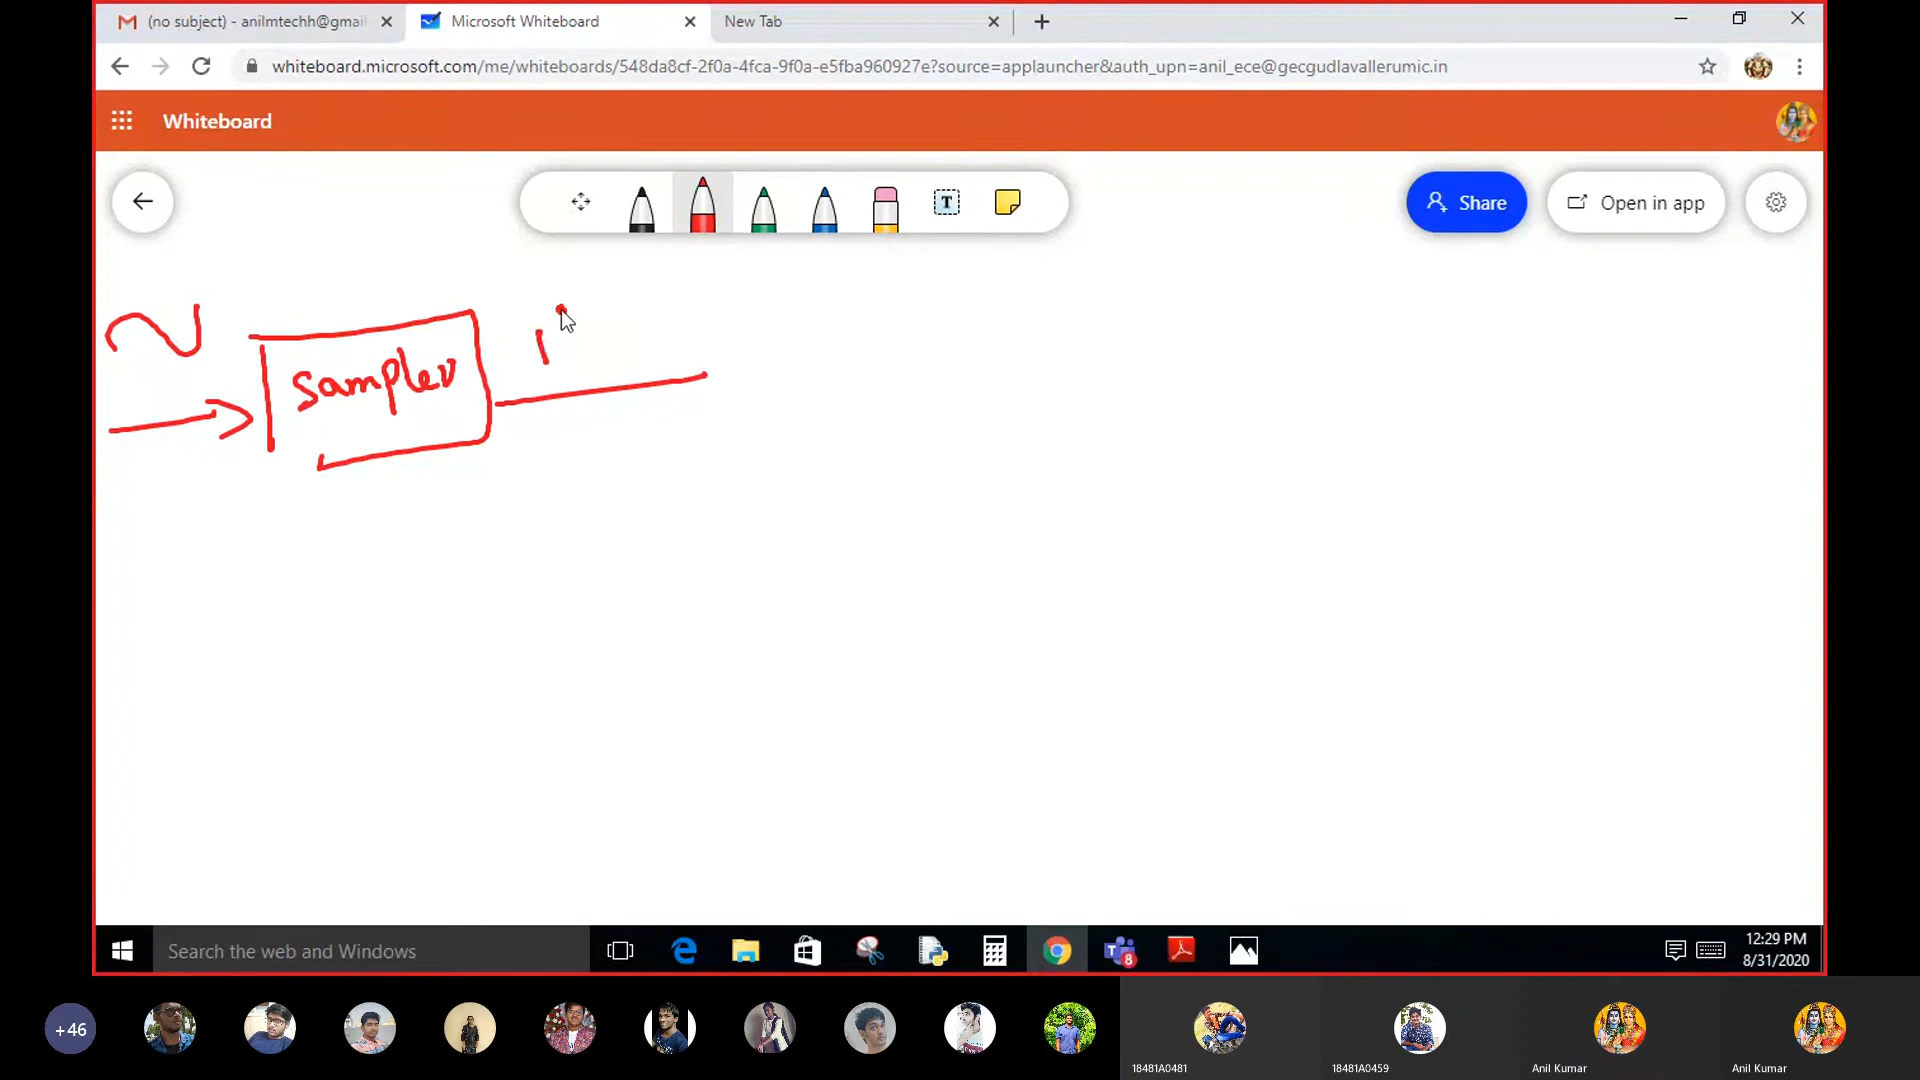 (no subject) - anilmtechh@gmai
Microsoft Whiteboard
New Tab
whiteboard.microsoft.com/me/whiteboards/548da8cf-2f0a-4fca-9f0a-e5fba960927e?source=applauncher&auth_upn=anil_ece@gecgudlavallerumic.in
Whiteboard
T
Share
Open in app
Sampler
Search the web and Windows
8
12:29 PM
8/31/2020
+46
18481A0481
18481A0459
Anil Kumar
Anil Kumar